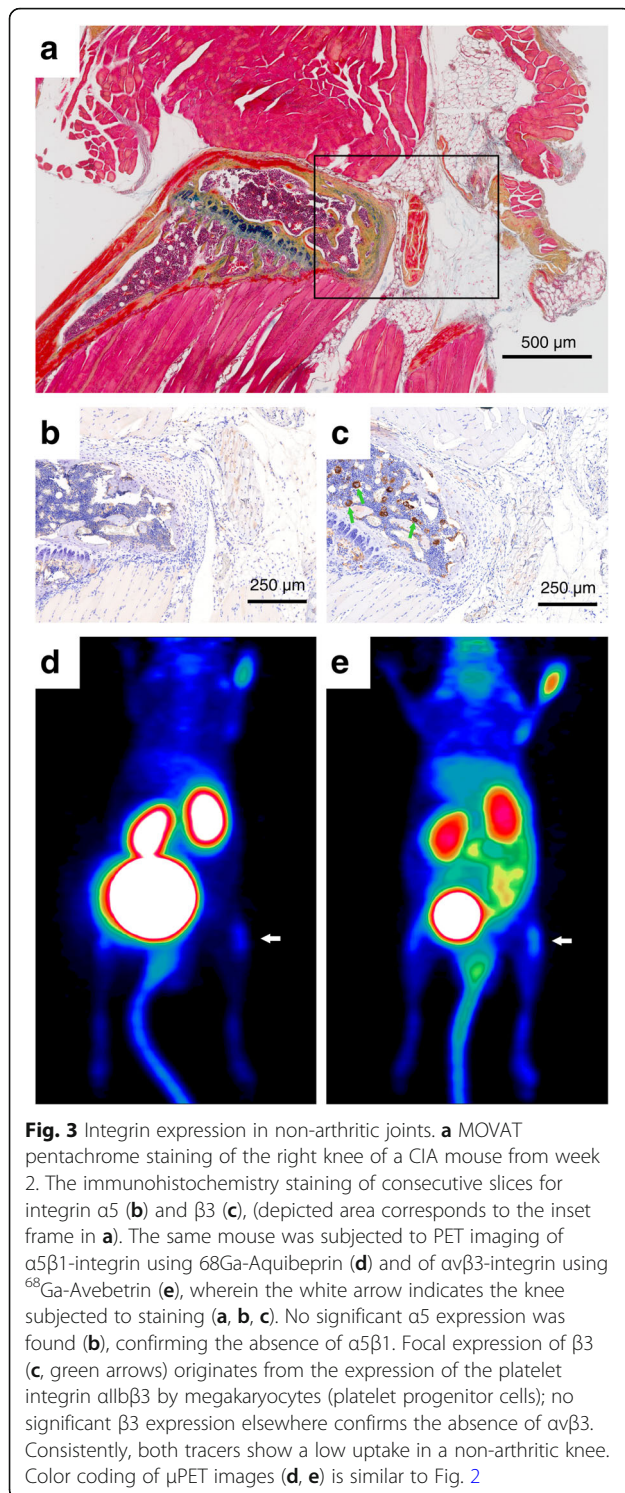 a
500 µm
b
250 µm
c
250 µm
d
e
Fig. 3 Integrin expression in non-arthritic joints. a MOVAT
pentachrome staining of the right knee of a CIA mouse from week
2. The immunohistochemistry staining of consecutive slices for
integrin α5 (b) and β3 (c), (depicted area corresponds to the inset
frame in a). The same mouse was subjected to PET imaging of
α5β1-integrin using 68Ga-Aquibeprin (d) and of αvβ3-integrin using
⁶⁸Ga-Avebetrin (e), wherein the white arrow indicates the knee
subjected to staining (a, b, c). No significant α5 expression was
found (b), confirming the absence of α5β1. Focal expression of β3
(c, green arrows) originates from the expression of the platelet
integrin αIIbβ3 by megakaryocytes (platelet progenitor cells); no
significant β3 expression elsewhere confirms the absence of αvβ3.
Consistently, both tracers show a low uptake in a non-arthritic knee.
Color coding of µPET images (d, e) is similar to Fig. 2